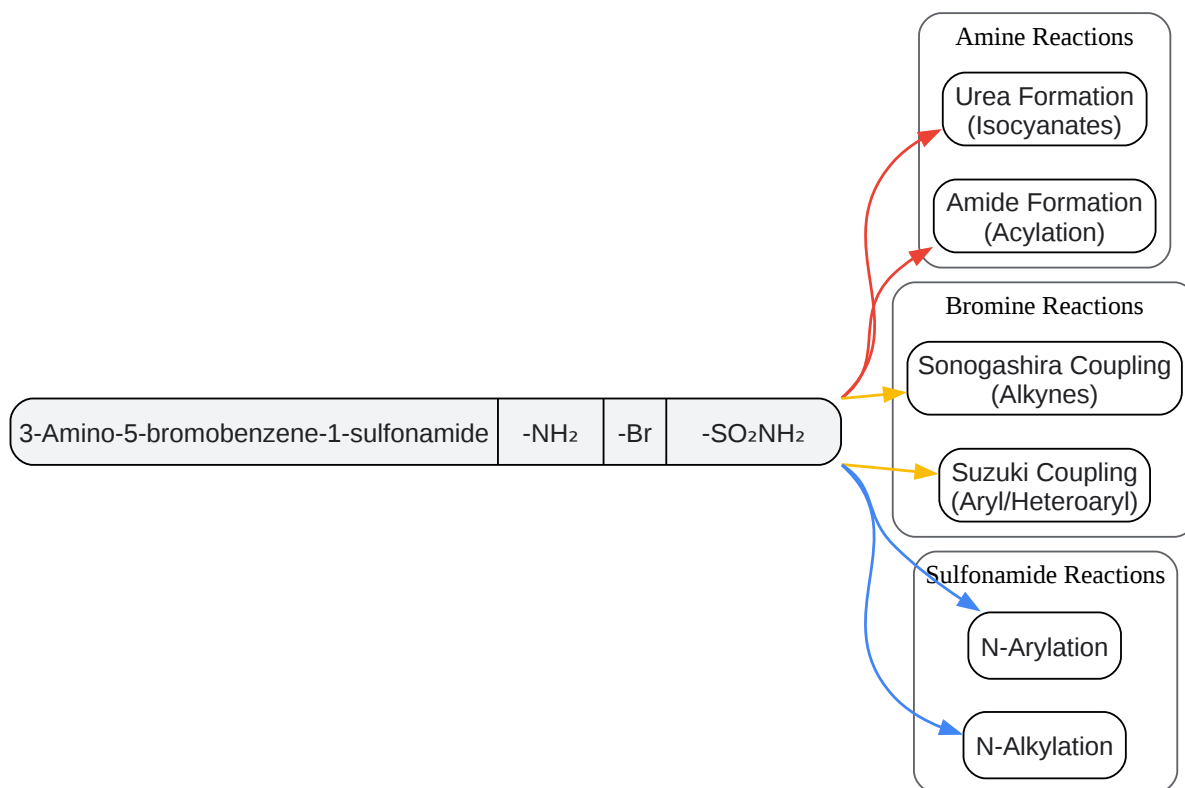 Amine Reactions
Urea Formation
(Isocyanates)
Amide Formation
(Acylation)
Bromine Reactions
Sonogashira Coupling
(Alkynes)
3-Amino-5-bromobenzene-1-sulfonamide
-NH₂
-Br
-SO₂NH₂
Suzuki Coupling
(Aryl/Heteroaryl)
Sulfonamide Reactions
N-Arylation
N-Alkylation